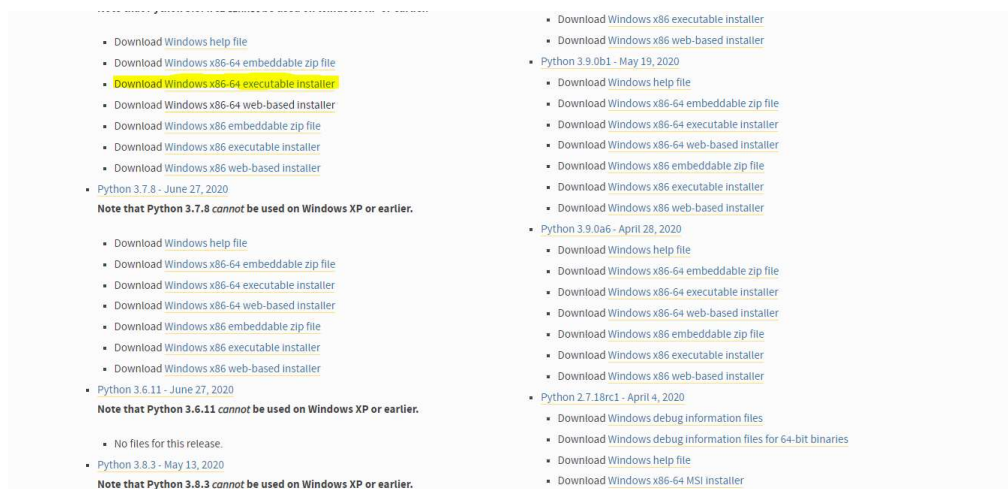 Download Windows help file
Download Windows x86-64 embeddable zip file
Download Windows x86-64 executable installer
Download Windows x86-64 web-based installer
Download Windows x86 embeddable zip file
Download Windows x86 executable installer
Download Windows x86 web-based installer
Python 3.7.8 - June 27, 2020
Note that Python 3.7.8 cannot be used on Windows XP or earlier.
Download Windows help file
Download Windows x86-64 embeddable zip file
Download Windows x86-64 executable installer
Download Windows x86-64 web-based installer
Download Windows x86 embeddable zip file
Download Windows x86 executable installer
Download Windows x86 web-based installer
Python 3.6.11 - June 27, 2020
Note that Python 3.6.11 cannot be used on Windows XP or earlier.
No files for this release.
Python 3.8.3 - May 13, 2020
Note that Python 3.8.3 cannot be used on Windows XP or earlier.
Download Windows x86 executable installer
Download Windows x86 web-based installer
Python 3.9.0b1 - May 19, 2020
Download Windows help file
Download Windows x86-64 embeddable zip file
Download Windows x86-64 executable installer
Download Windows x86-64 web-based installer
Download Windows x86 embeddable zip file
Download Windows x86 executable installer
Download Windows x86 web-based installer
Python 3.9.0a6 - April 28, 2020
Download Windows help file
Download Windows x86-64 embeddable zip file
Download Windows x86-64 executable installer
Download Windows x86-64 web-based installer
Download Windows x86 embeddable zip file
Download Windows x86 executable installer
Download Windows x86 web-based installer
Python 2.7.18rc1 - April 4, 2020
Download Windows debug information files
Download Windows debug information files for 64-bit binaries
Download Windows help file
Download Windows x86-64 MSI installer